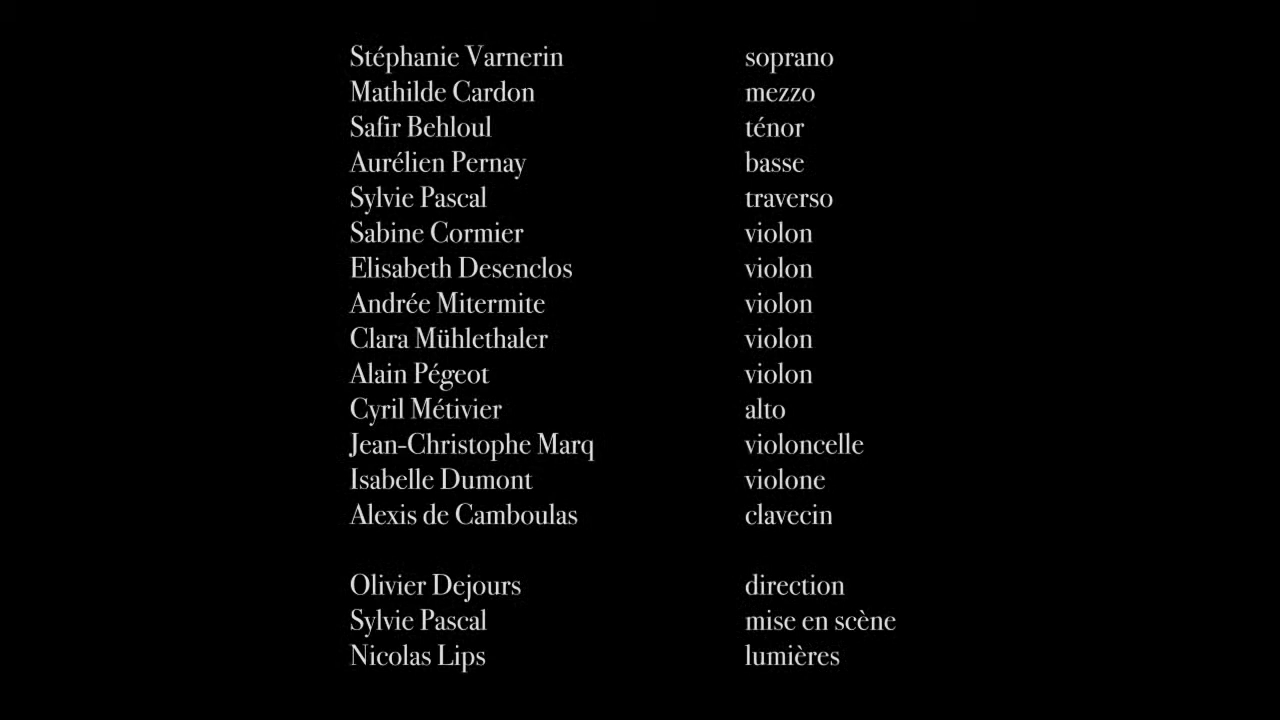 Stéphanie Varnerin soprano
Mathilde Cardon mezzo
Safir Behloul ténor
Aurélien Pernay basse
Sylvie Pascal traverso
Sabine Cormier violon
Elisabeth Desenclos violon
Andrée Mitermite violon
Clara Mühlethaler violon
Alain Pégeot violon
Cyril Métivier alto
Jean-Christophe Marq violoncelle
Isabelle Dumont violone
Alexis de Camboulas clavecin
Olivier Dejours direction
Sylvie Pascal mise en scène
Nicolas Lips lumières